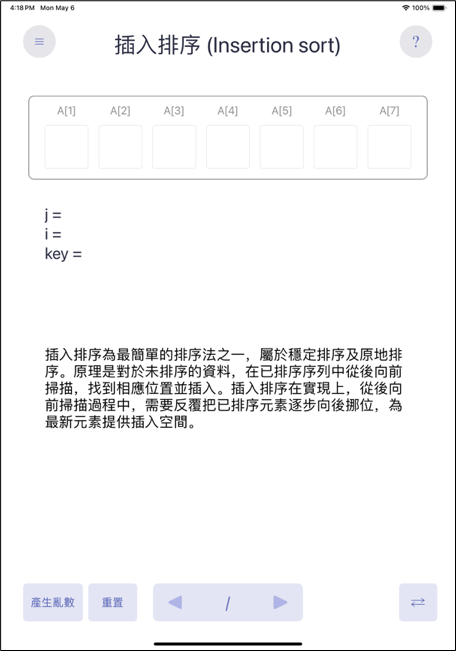 4:18 PM Mon May 6 100%
插入排序 (Insertion sort)
?
A[1] A[2] A[3] A[4] A[5] A[6] A[7]
j =
i =
key =
插入排序為最簡單的排序法之一，屬於穩定排序及原地排
序。原理是對於未排序的資料，在已排序序列中從後向前
掃描，找到相應位置並插入。插入排序在實現上，從後向
前掃描過程中，需要反覆把已排序元素逐步向後挪位，為
最新元素提供插入空間。
產生亂數 重置 /